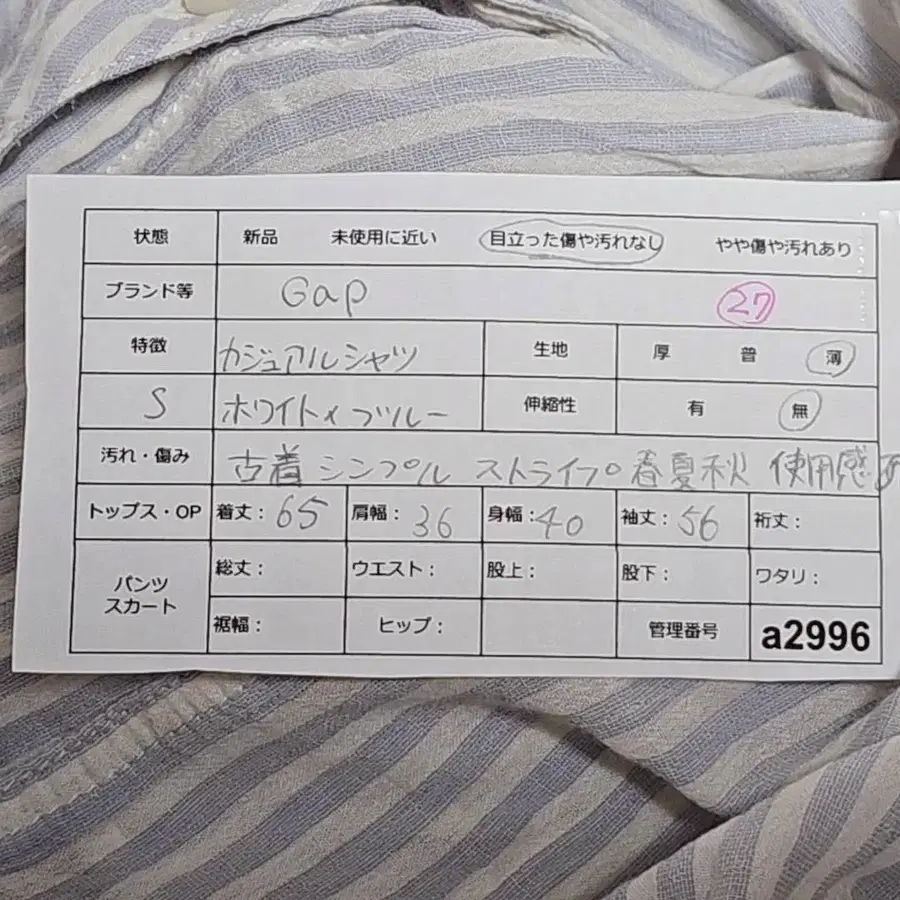 状態 新品 未使用に近い 目立った傷や汚れなし やや傷や汚れあり
ブランド等 Gap 27
特徴 カジュアルシャツ 生地 厚 普 薄
S ホワイト×ブルー 伸縮性 有 無
汚れ・傷み 古着 シンプル ストライプ 春夏秋 使用感
トップス・OP 着丈:65 肩幅:36 身幅:40 袖丈:56 裄丈:
パンツ スカート 総丈: ウエスト: 股上: 股下: ワタリ:
裾幅: ヒップ: 管理番号 a2996